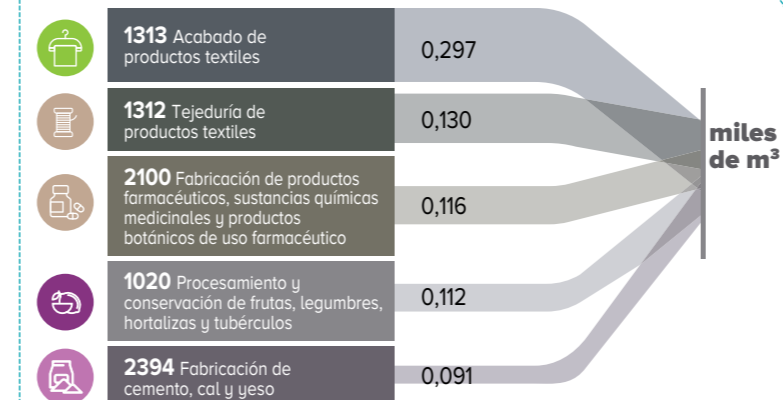 1313 Acabado de
productos textiles
0,297
1312 Tejeduría de
productos textiles
0,130
2100 Fabricación de productos
farmacéuticos, sustancias químicas
medicinales y productos
botánicos de uso farmacéutico
0,116
1020 Procesamiento y
conservación de frutas, legumbres,
hortalizas y tubérculos
0,112
2394 Fabricación de
cemento, cal y yeso
0,091
miles
de m³